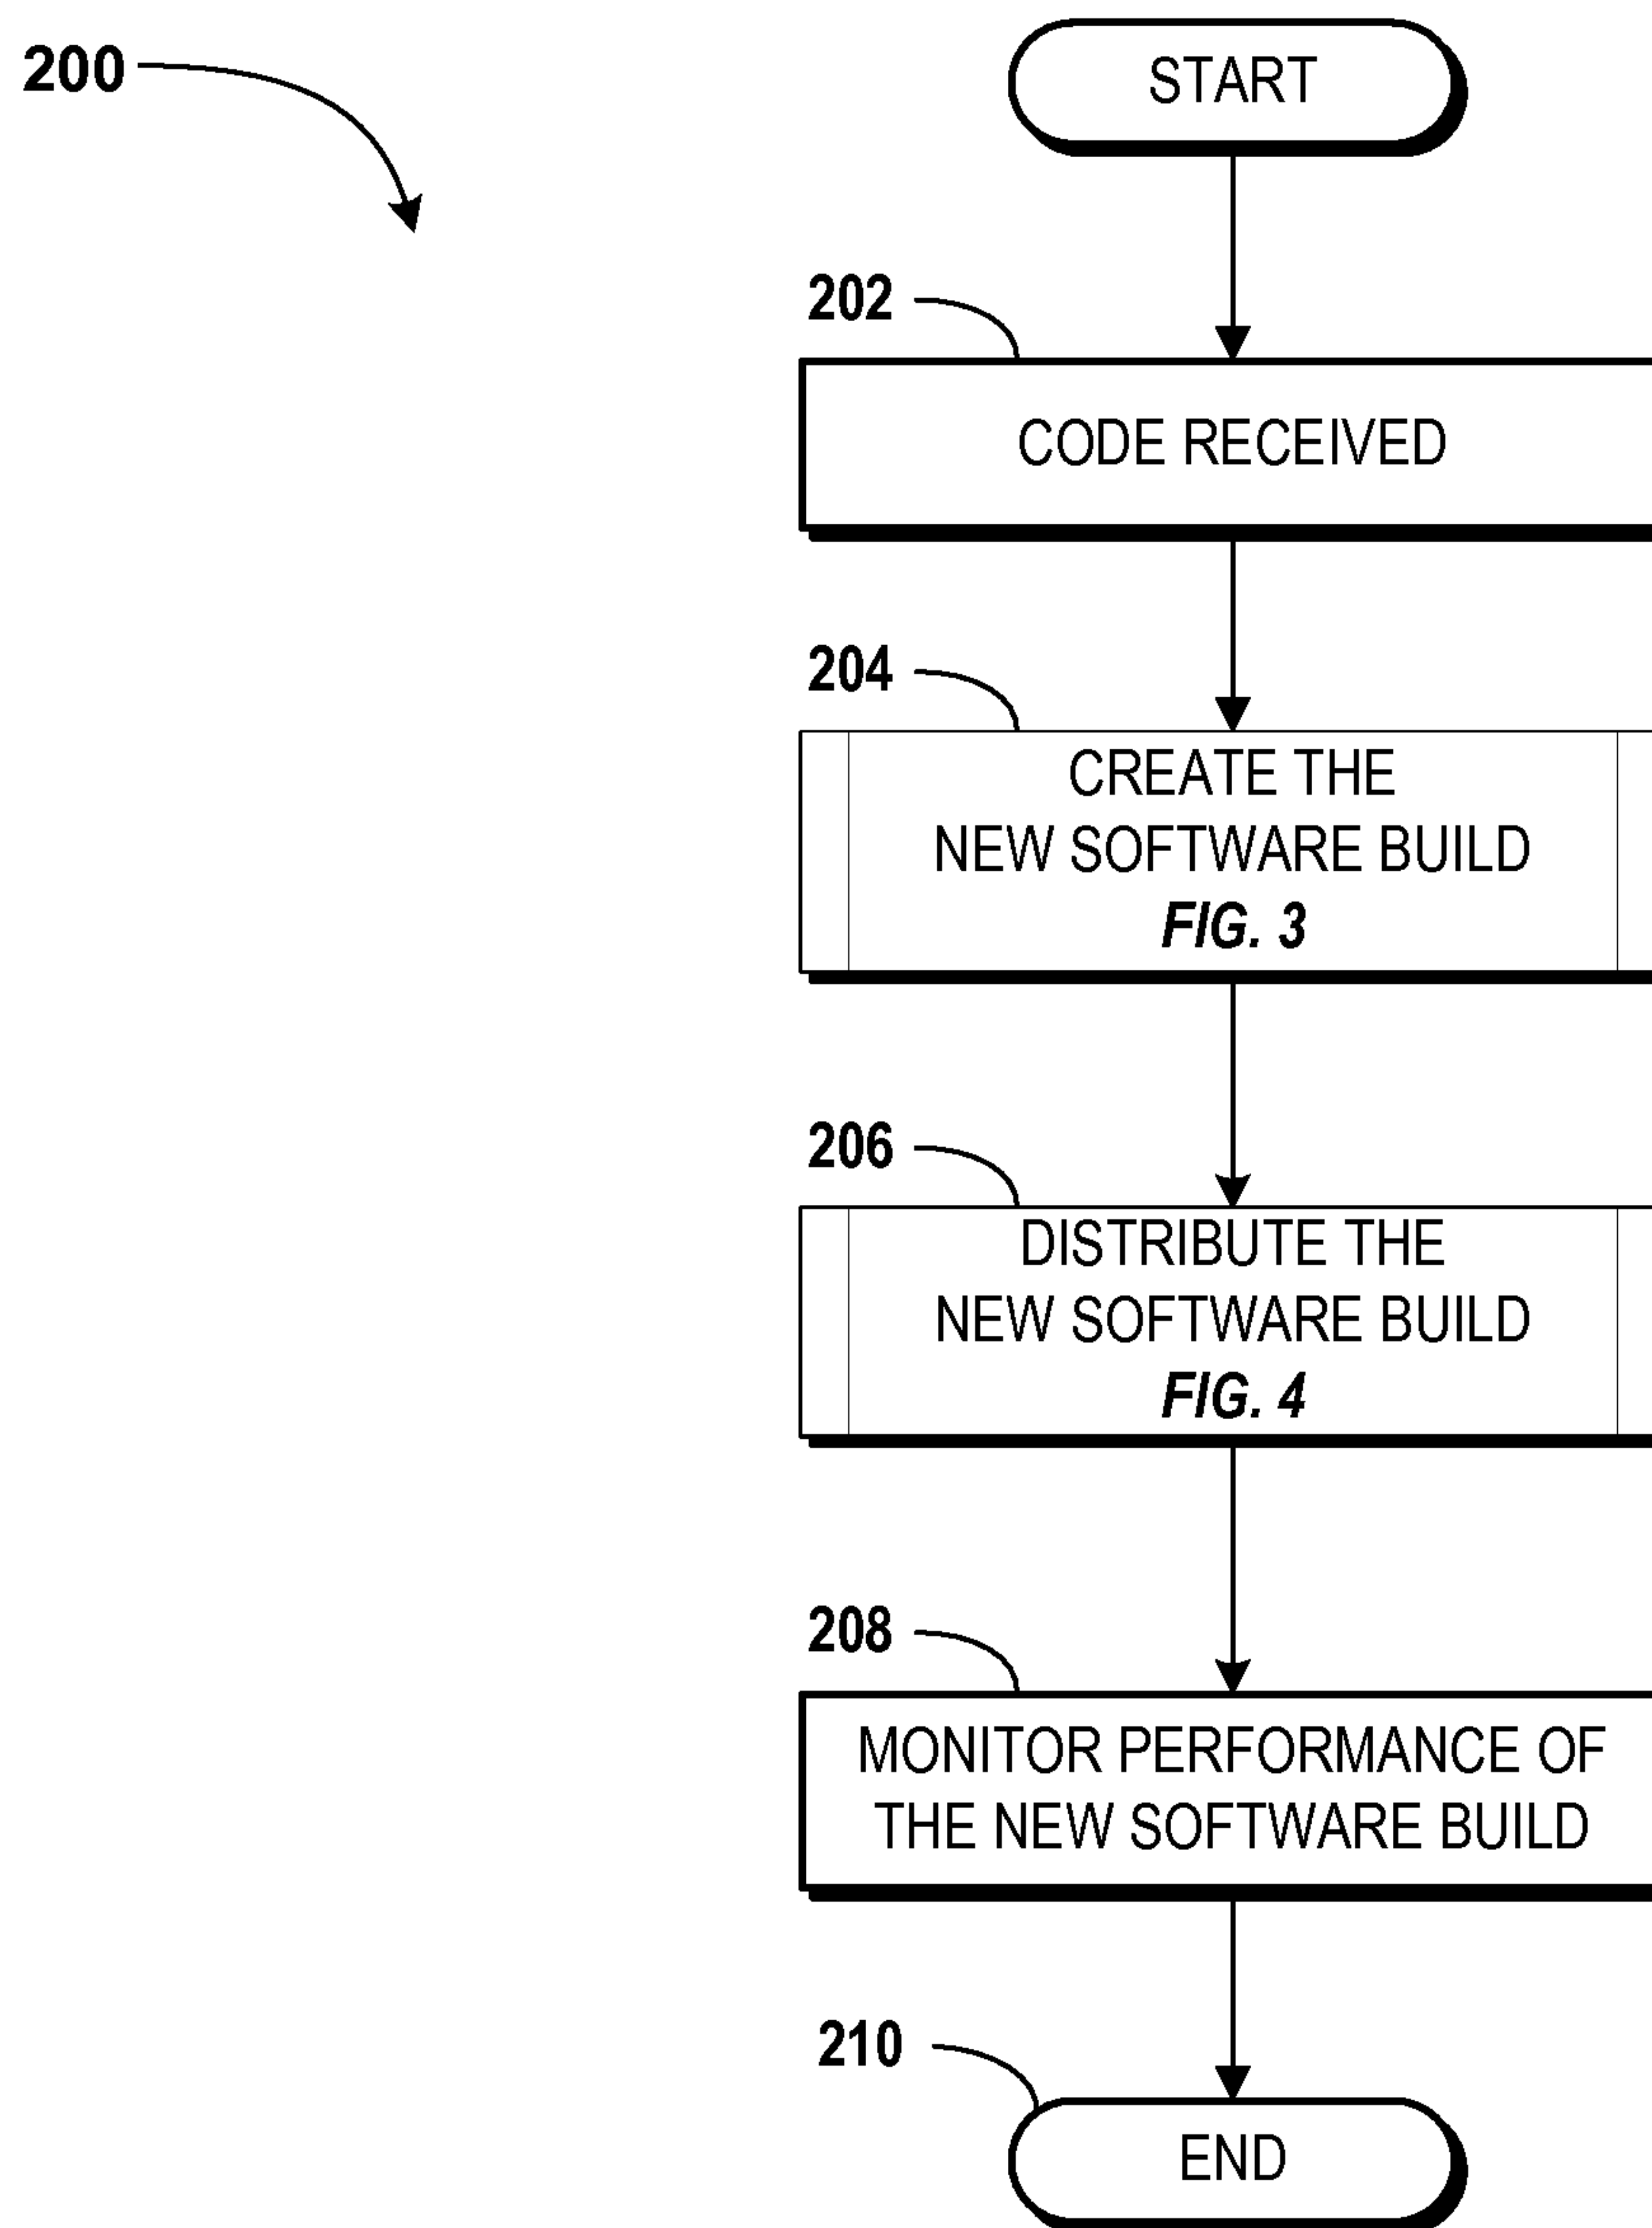 200
START
202
CODE RECEIVED
204
CREATE THE
NEW SOFTWARE BUILD
FIG. 3
206
DISTRIBUTE THE
NEW SOFTWARE BUILD
FIG. 4
208
MONITOR PERFORMANCE OF
THE NEW SOFTWARE BUILD
210
END